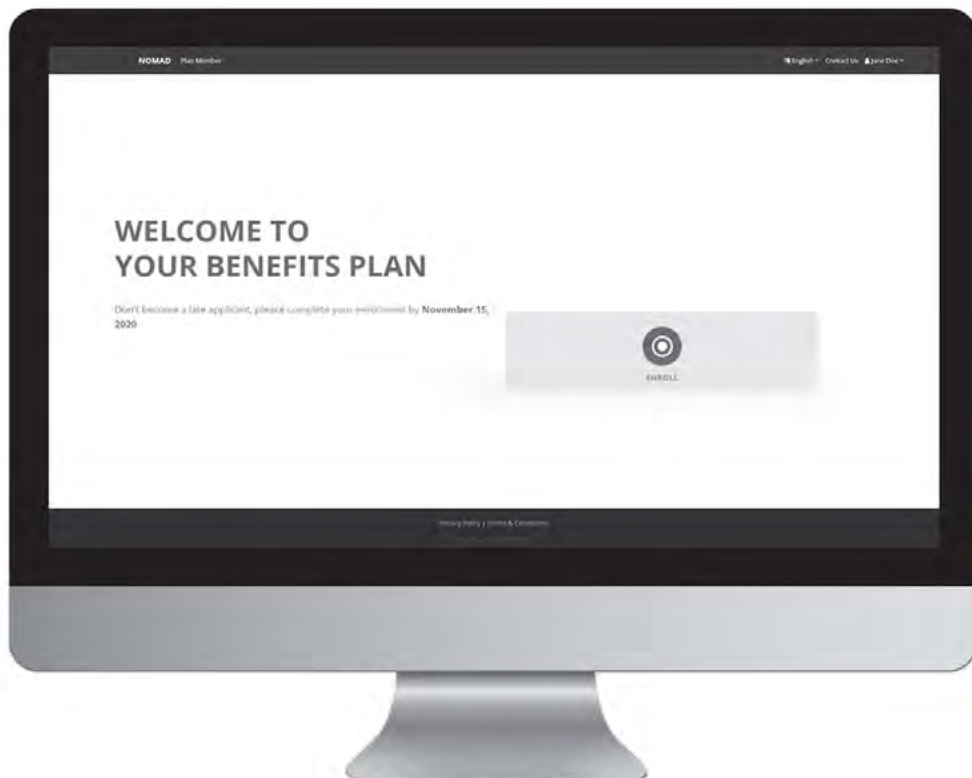 NOMAD Plan Member
English Contact Us Jane Doe
WELCOME TO
YOUR BENEFITS PLAN
Don't become a late applicant, please complete your enrollment by November 15,
2020
ENROLL
Privacy Policy | Terms & Conditions